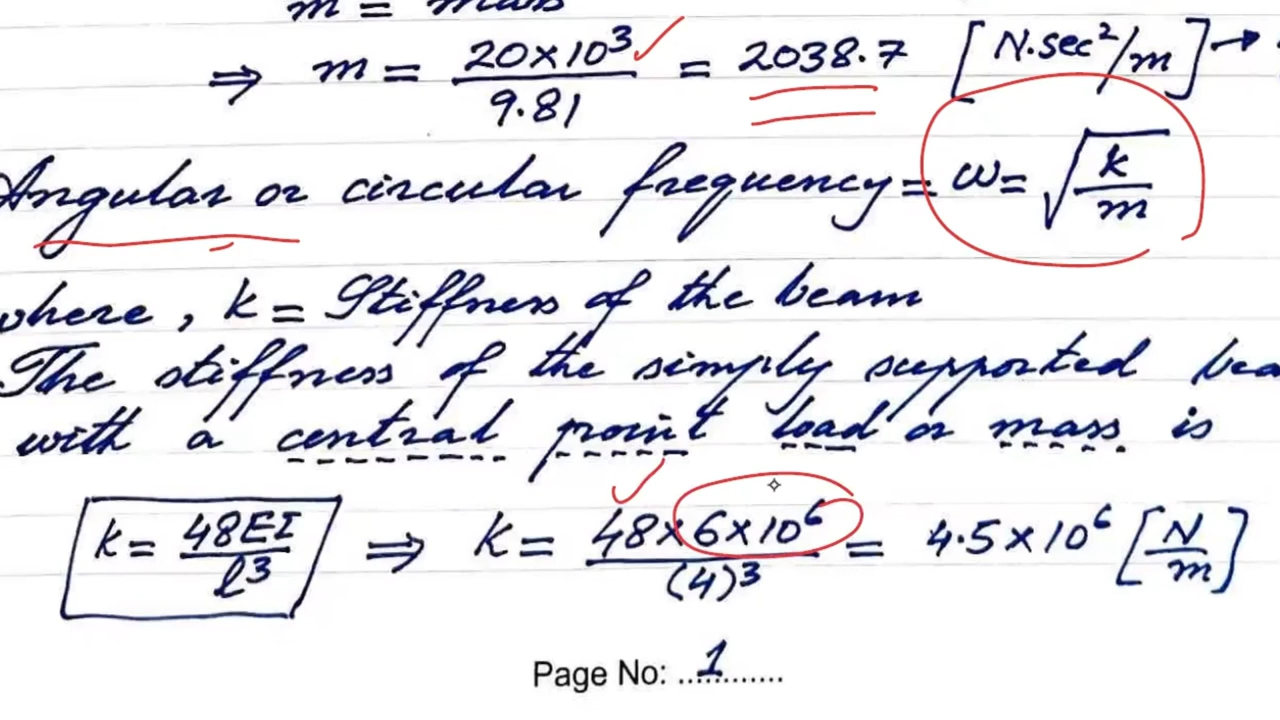 m = mass
⇒ m = 20×10³ / 9.81 = 2038.7 [N.sec²/m] →
Angular or circular frequency = ω = √(k/m)
where, k = Stiffness of the beam
The stiffness of the simply supported bea
with a central point load or mass is
k = 48EI / l³ ⇒ k = 48×6×10⁶ / (4)³ = 4.5×10⁶ [N/m]
Page No: ..1............